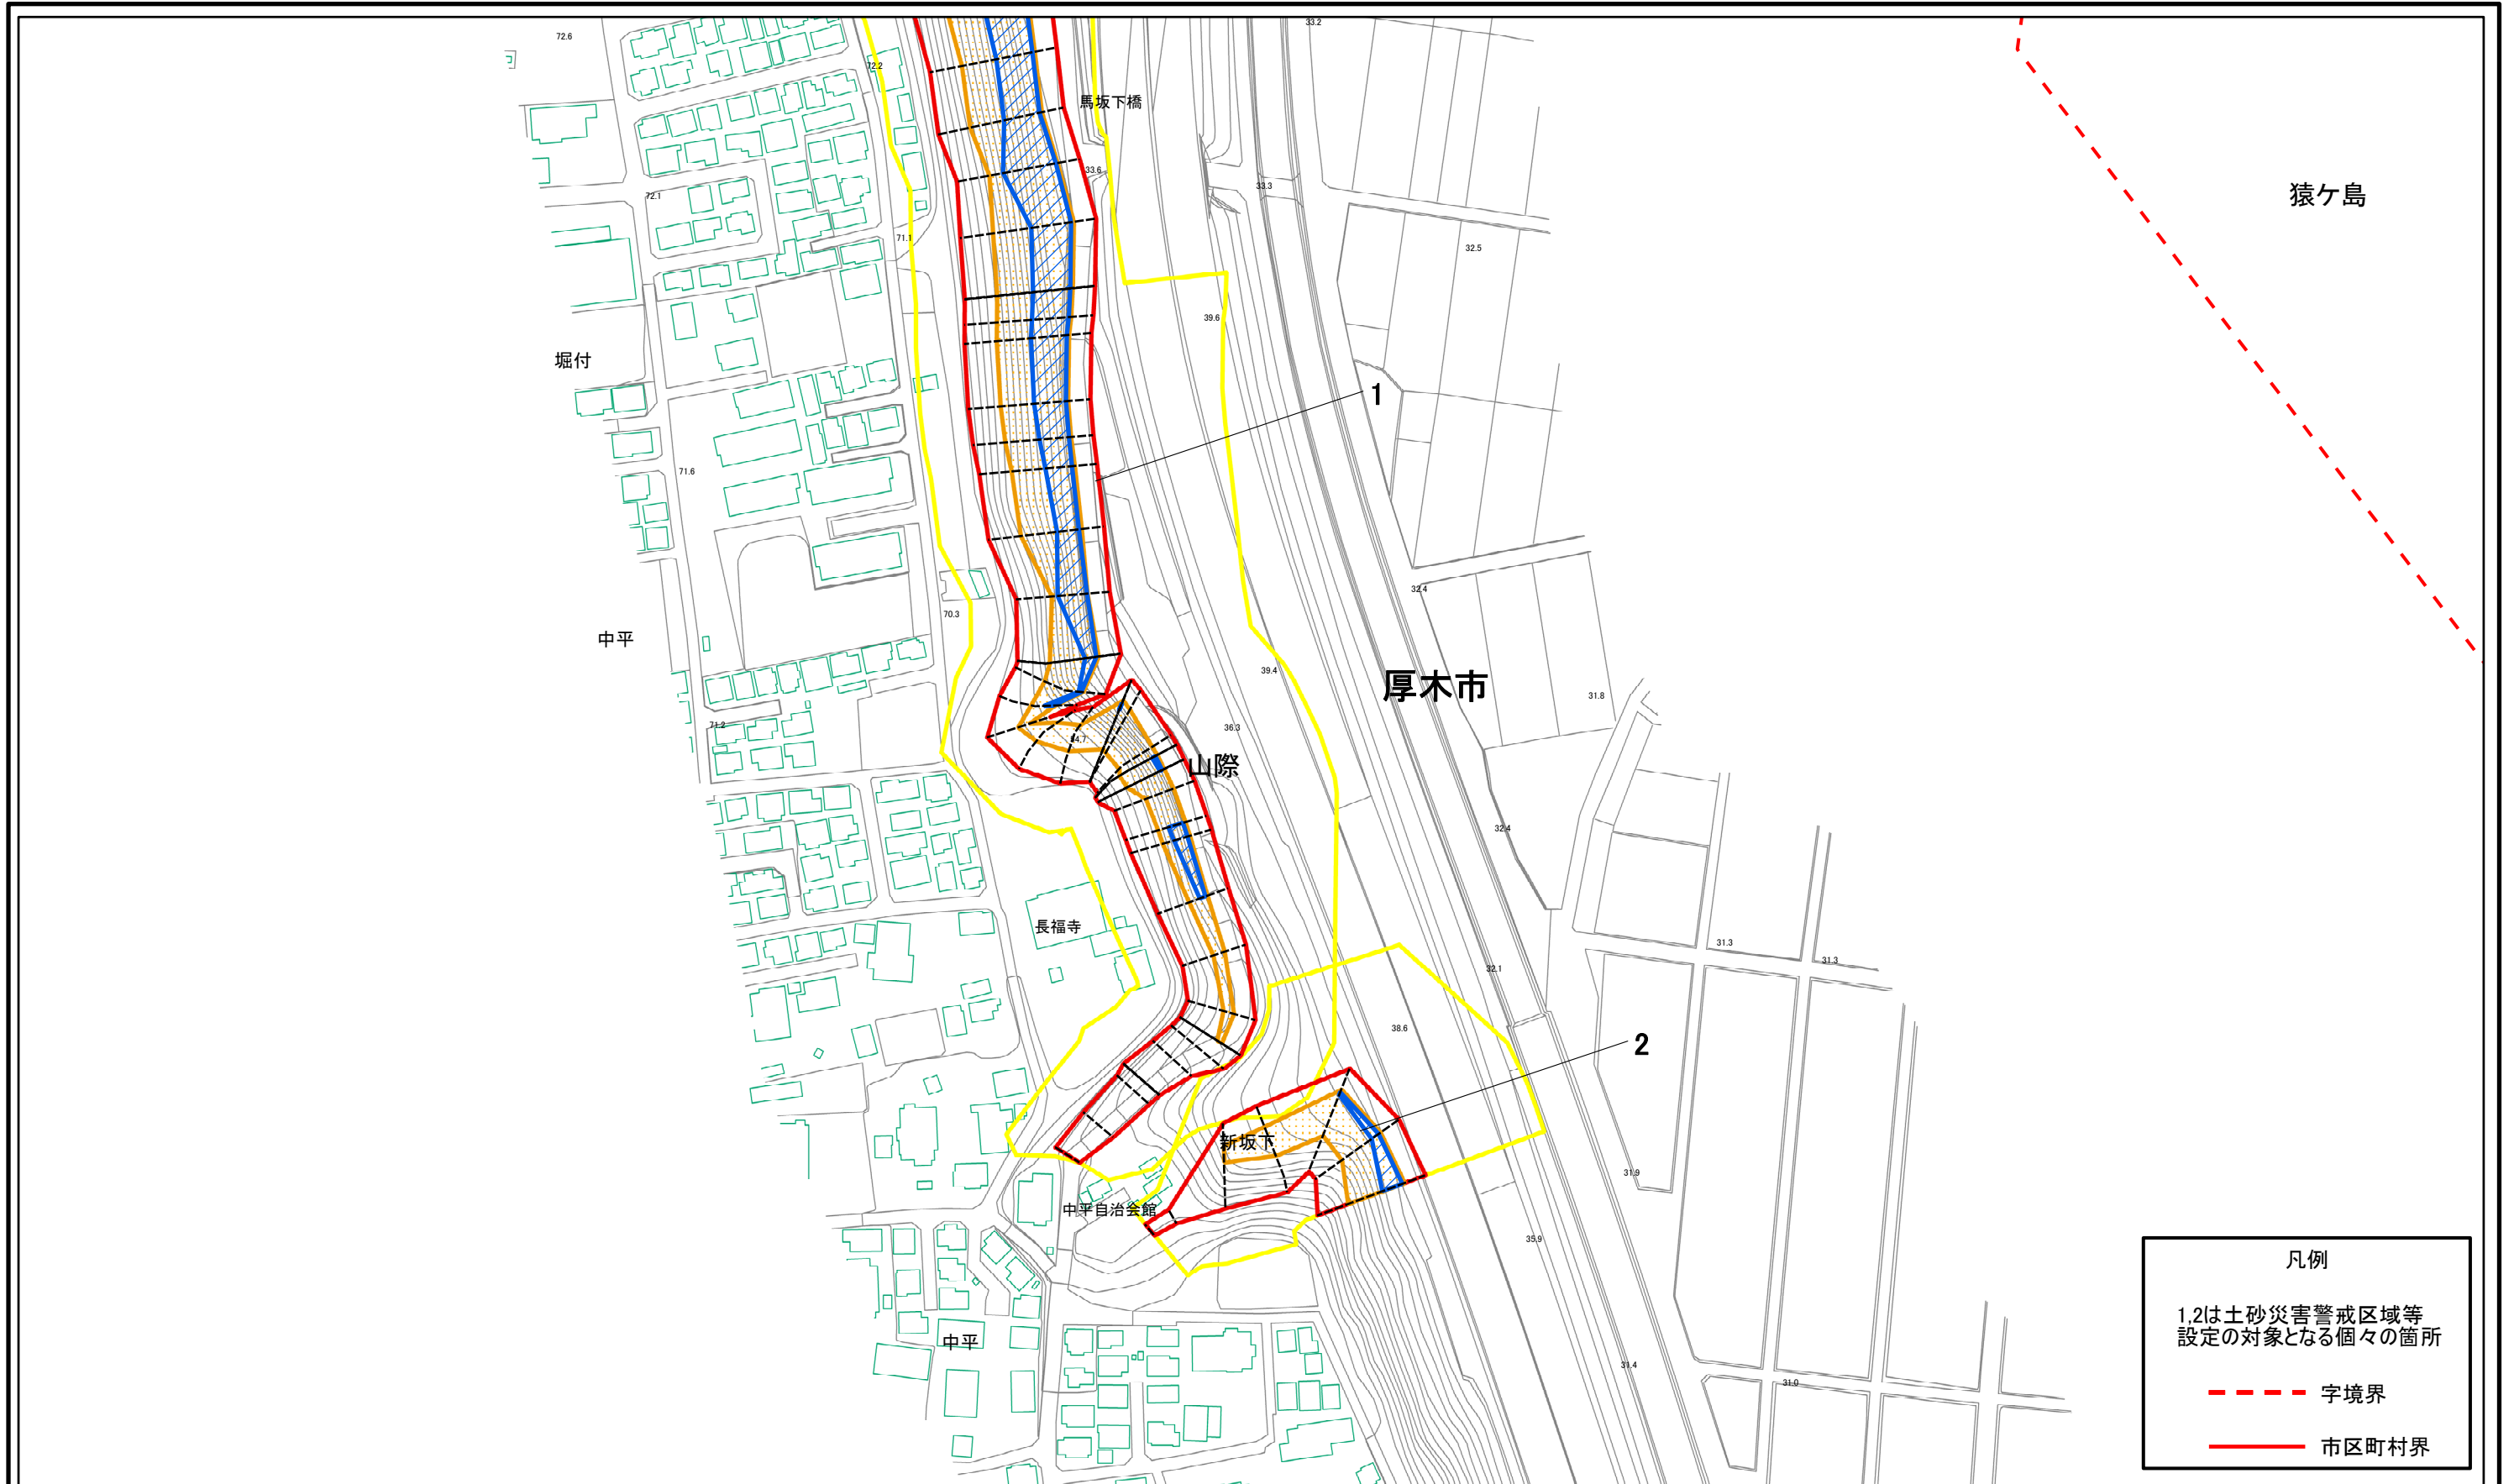 72.6
33.2
72.2
馬坂下橋
33.6
33.3
72.1
猿ケ島
71.1
32.5
39.6
堀付
1
71.6
32.4
70.3
中平
39.4
厚木市
31.8
71.2
36.3
山際
32.4
長福寺
31.3
31.3
32.1
38.6
2
新坂下
31.9
中平自治会館
35.9
中平
31.4
31.0
凡例
1,2は土砂災害警戒区域等
設定の対象となる個々の箇所
字境界
市区町村界